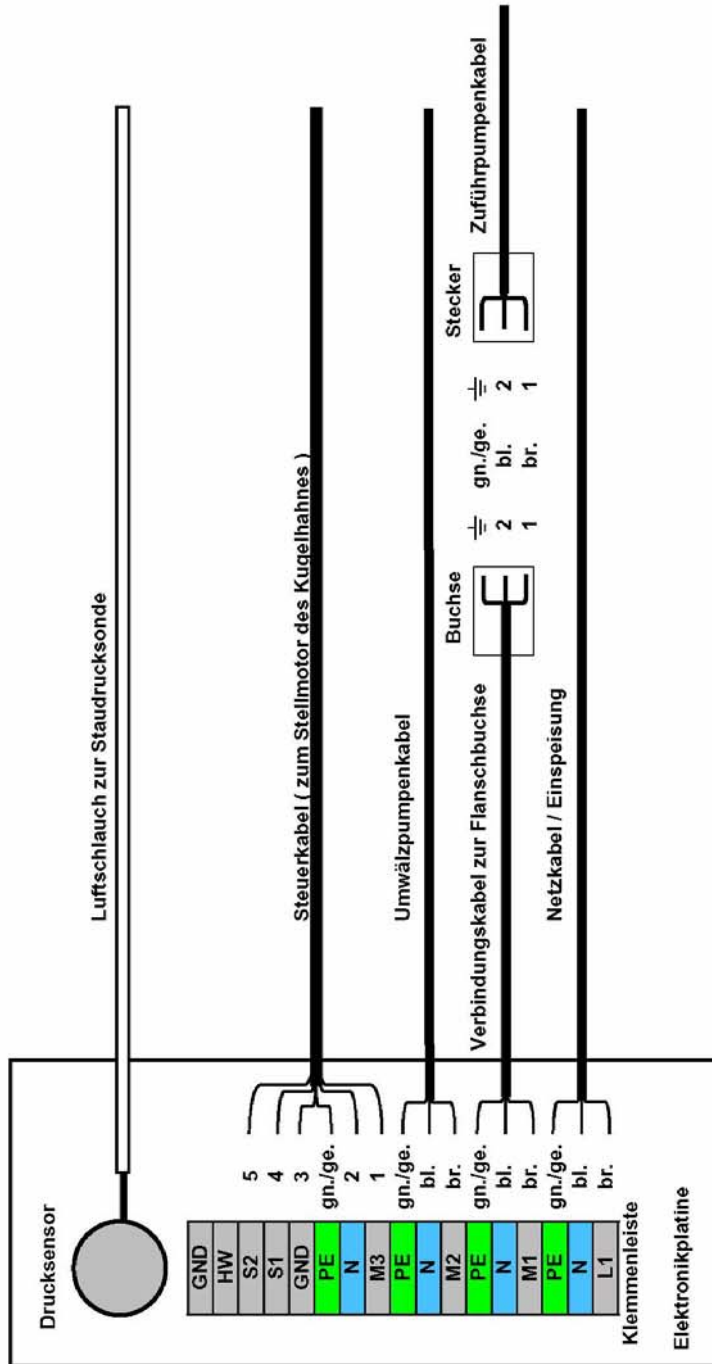 Drucksensor
Luftschlauch zur Staudrucksonde
GND
HW
S2
5
S1
4
GND
3
PE
gn./ge.
N
2
M3
1
Steuerkabel ( zum Stellmotor des Kugelhahnes )
PE
gn./ge.
N
bl.
M2
br.
Umwälzpumpenkabel
PE
gn./ge.
N
bl.
M1
br.
Verbindungskabel zur Flanschbuchse
Buchse
2
1
gn./ge.
bl.
br.
2
1
Stecker
Zuführpumpenkabel
PE
gn./ge.
N
bl.
L1
br.
Netzkabel / Einspeisung
Klemmenleiste
Elektronikplatine